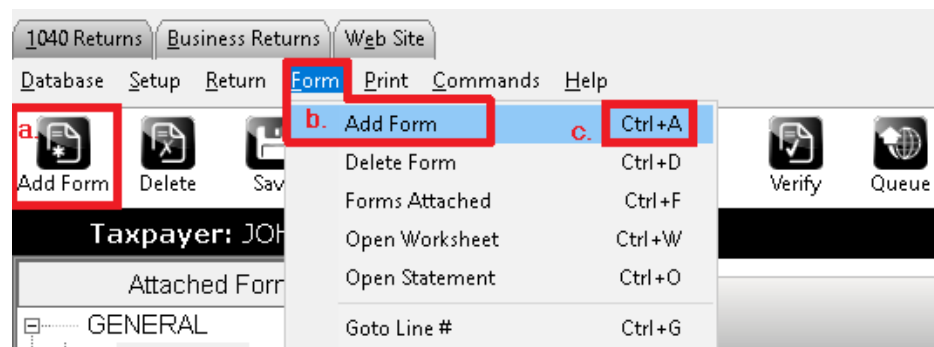 1040 Returns Business Returns Web Site
Database Setup Return Form Print Commands Help
a. b. Add Form c. Ctrl+A
Add Form Delete Sav Verify Queue
Delete Form Ctrl+D
Forms Attached Ctrl+F
Taxpayer: JOH
Open Worksheet Ctrl+W
Attached Forr
Open Statement Ctrl+O
GENERAL
Goto Line # Ctrl+G